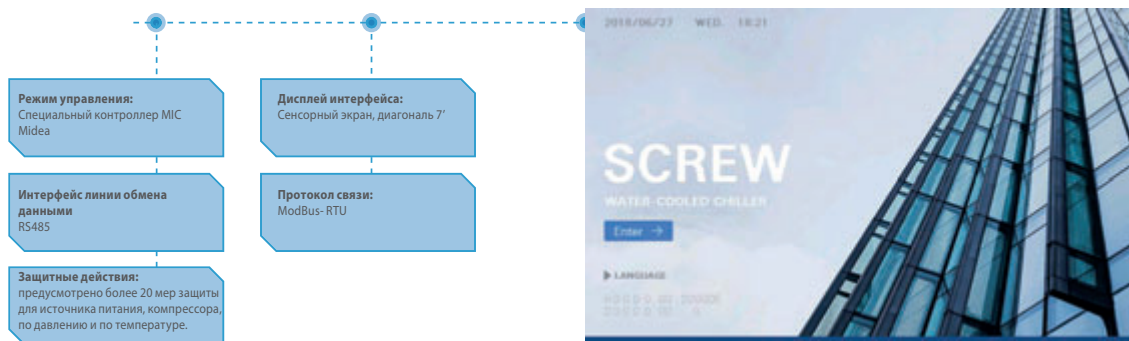 Режим управления:
Специальный контроллер MIC
Midea
Дисплей интерфейса:
Сенсорный экран, диагональ 7’
Интерфейс линии обмена
данными
RS485
Протокол связи:
ModBus- RTU
Защитные действия:
предусмотрено более 20 мер защиты
для источника питания, компрессора,
по давлению и по температуре.
2018/06/27 WED. 18:21
SCREW
WATER-COOLED CHILLER
Enter →
LANGUAGE